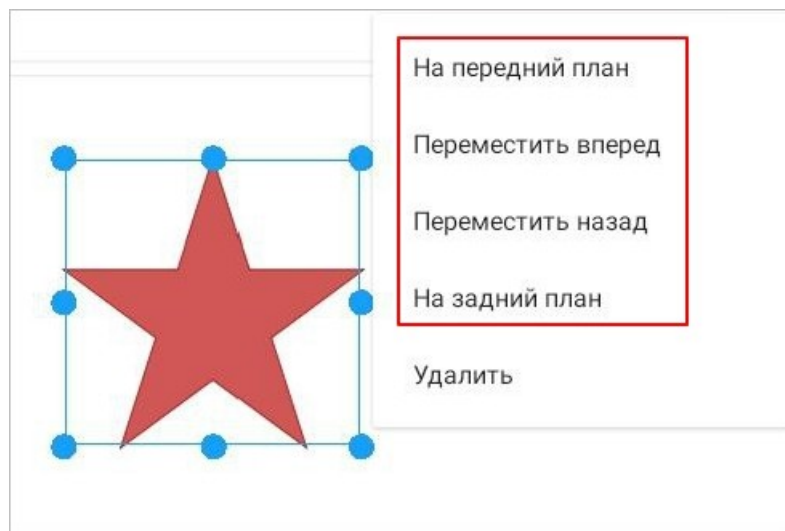 На передний план
Переместить вперед
Переместить назад
На задний план
Удалить